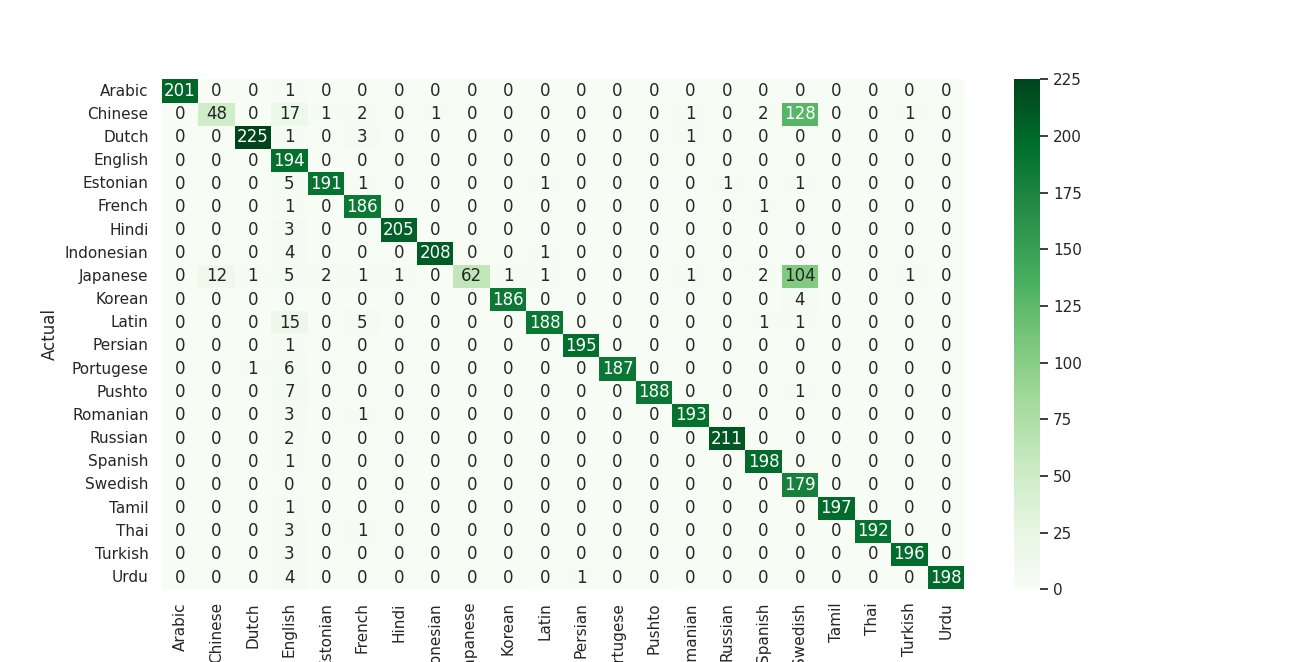 Arabic 201 0 0 1 0 0 0 0 0 0 0 0 0 0 0 0 0 0 0 0 0 0
Chinese 0 48 0 17 1 2 0 1 0 0 0 0 0 0 1 0 2 128 0 0 1 0
Dutch 0 0 225 1 0 3 0 0 0 0 0 0 0 0 1 0 0 0 0 0 0 0
English 0 0 0 194 0 0 0 0 0 0 0 0 0 0 0 0 0 0 0 0 0 0
Estonian 0 0 0 5 191 1 0 0 0 0 1 0 0 0 0 1 0 1 0 0 0 0
French 0 0 0 1 0 186 0 0 0 0 0 0 0 0 0 0 1 0 0 0 0 0
Hindi 0 0 0 3 0 0 205 0 0 0 0 0 0 0 0 0 0 0 0 0 0 0
Indonesian 0 0 0 4 0 0 0 208 0 0 1 0 0 0 0 0 0 0 0 0 0 0
Japanese 0 12 1 5 2 1 1 0 62 1 1 0 0 0 1 0 2 104 0 0 1 0
Korean 0 0 0 0 0 0 0 0 0 186 0 0 0 0 0 0 0 4 0 0 0 0
Latin 0 0 0 15 0 5 0 0 0 0 188 0 0 0 0 0 1 1 0 0 0 0
Persian 0 0 0 1 0 0 0 0 0 0 0 195 0 0 0 0 0 0 0 0 0 0
Portugese 0 0 1 6 0 0 0 0 0 0 0 0 187 0 0 0 0 0 0 0 0 0
Pushto 0 0 0 7 0 0 0 0 0 0 0 0 0 188 0 0 0 1 0 0 0 0
Romanian 0 0 0 3 0 1 0 0 0 0 0 0 0 0 193 0 0 0 0 0 0 0
Russian 0 0 0 2 0 0 0 0 0 0 0 0 0 0 0 211 0 0 0 0 0 0
Spanish 0 0 0 1 0 0 0 0 0 0 0 0 0 0 0 0 198 0 0 0 0 0
Swedish 0 0 0 0 0 0 0 0 0 0 0 0 0 0 0 0 0 179 0 0 0 0
Tamil 0 0 0 1 0 0 0 0 0 0 0 0 0 0 0 0 0 0 197 0 0 0
Thai 0 0 0 3 0 1 0 0 0 0 0 0 0 0 0 0 0 0 0 192 0 0
Turkish 0 0 0 3 0 0 0 0 0 0 0 0 0 0 0 0 0 0 0 0 196 0
Urdu 0 0 0 4 0 0 0 0 0 0 0 1 0 0 0 0 0 0 0 0 0 198
Actual
Arabic
Chinese
Dutch
English
stonian
French
Hindi
onesian
apanese
Korean
Latin
Persian
rtugese
Pushto
manian
Russian
Spanish
Swedish
Tamil
Thai
Turkish
Urdu
225
200
175
150
125
100
75
50
25
0